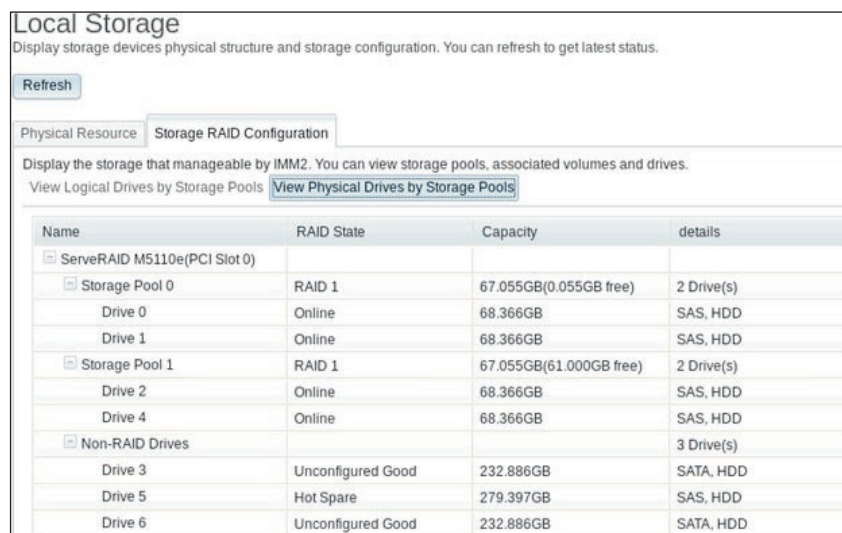 Local Storage
Display storage devices physical structure and storage configuration. You can refresh to get latest status.
Refresh
Physical Resource Storage RAID Configuration
Display the storage that manageable by IMM2. You can view storage pools, associated volumes and drives.
View Logical Drives by Storage Pools View Physical Drives by Storage Pools
Name RAID State Capacity details
ServeRAID M5110e(PCI Slot 0)
Storage Pool 0 RAID 1 67.055GB(0.055GB free) 2 Drive(s)
Drive 0 Online 68.366GB SAS, HDD
Drive 1 Online 68.366GB SAS, HDD
Storage Pool 1 RAID 1 67.055GB(61.000GB free) 2 Drive(s)
Drive 2 Online 68.366GB SAS, HDD
Drive 4 Online 68.366GB SAS, HDD
Non-RAID Drives 3 Drive(s)
Drive 3 Unconfigured Good 232.886GB SATA, HDD
Drive 5 Hot Spare 279.397GB SAS, HDD
Drive 6 Unconfigured Good 232.886GB SATA, HDD